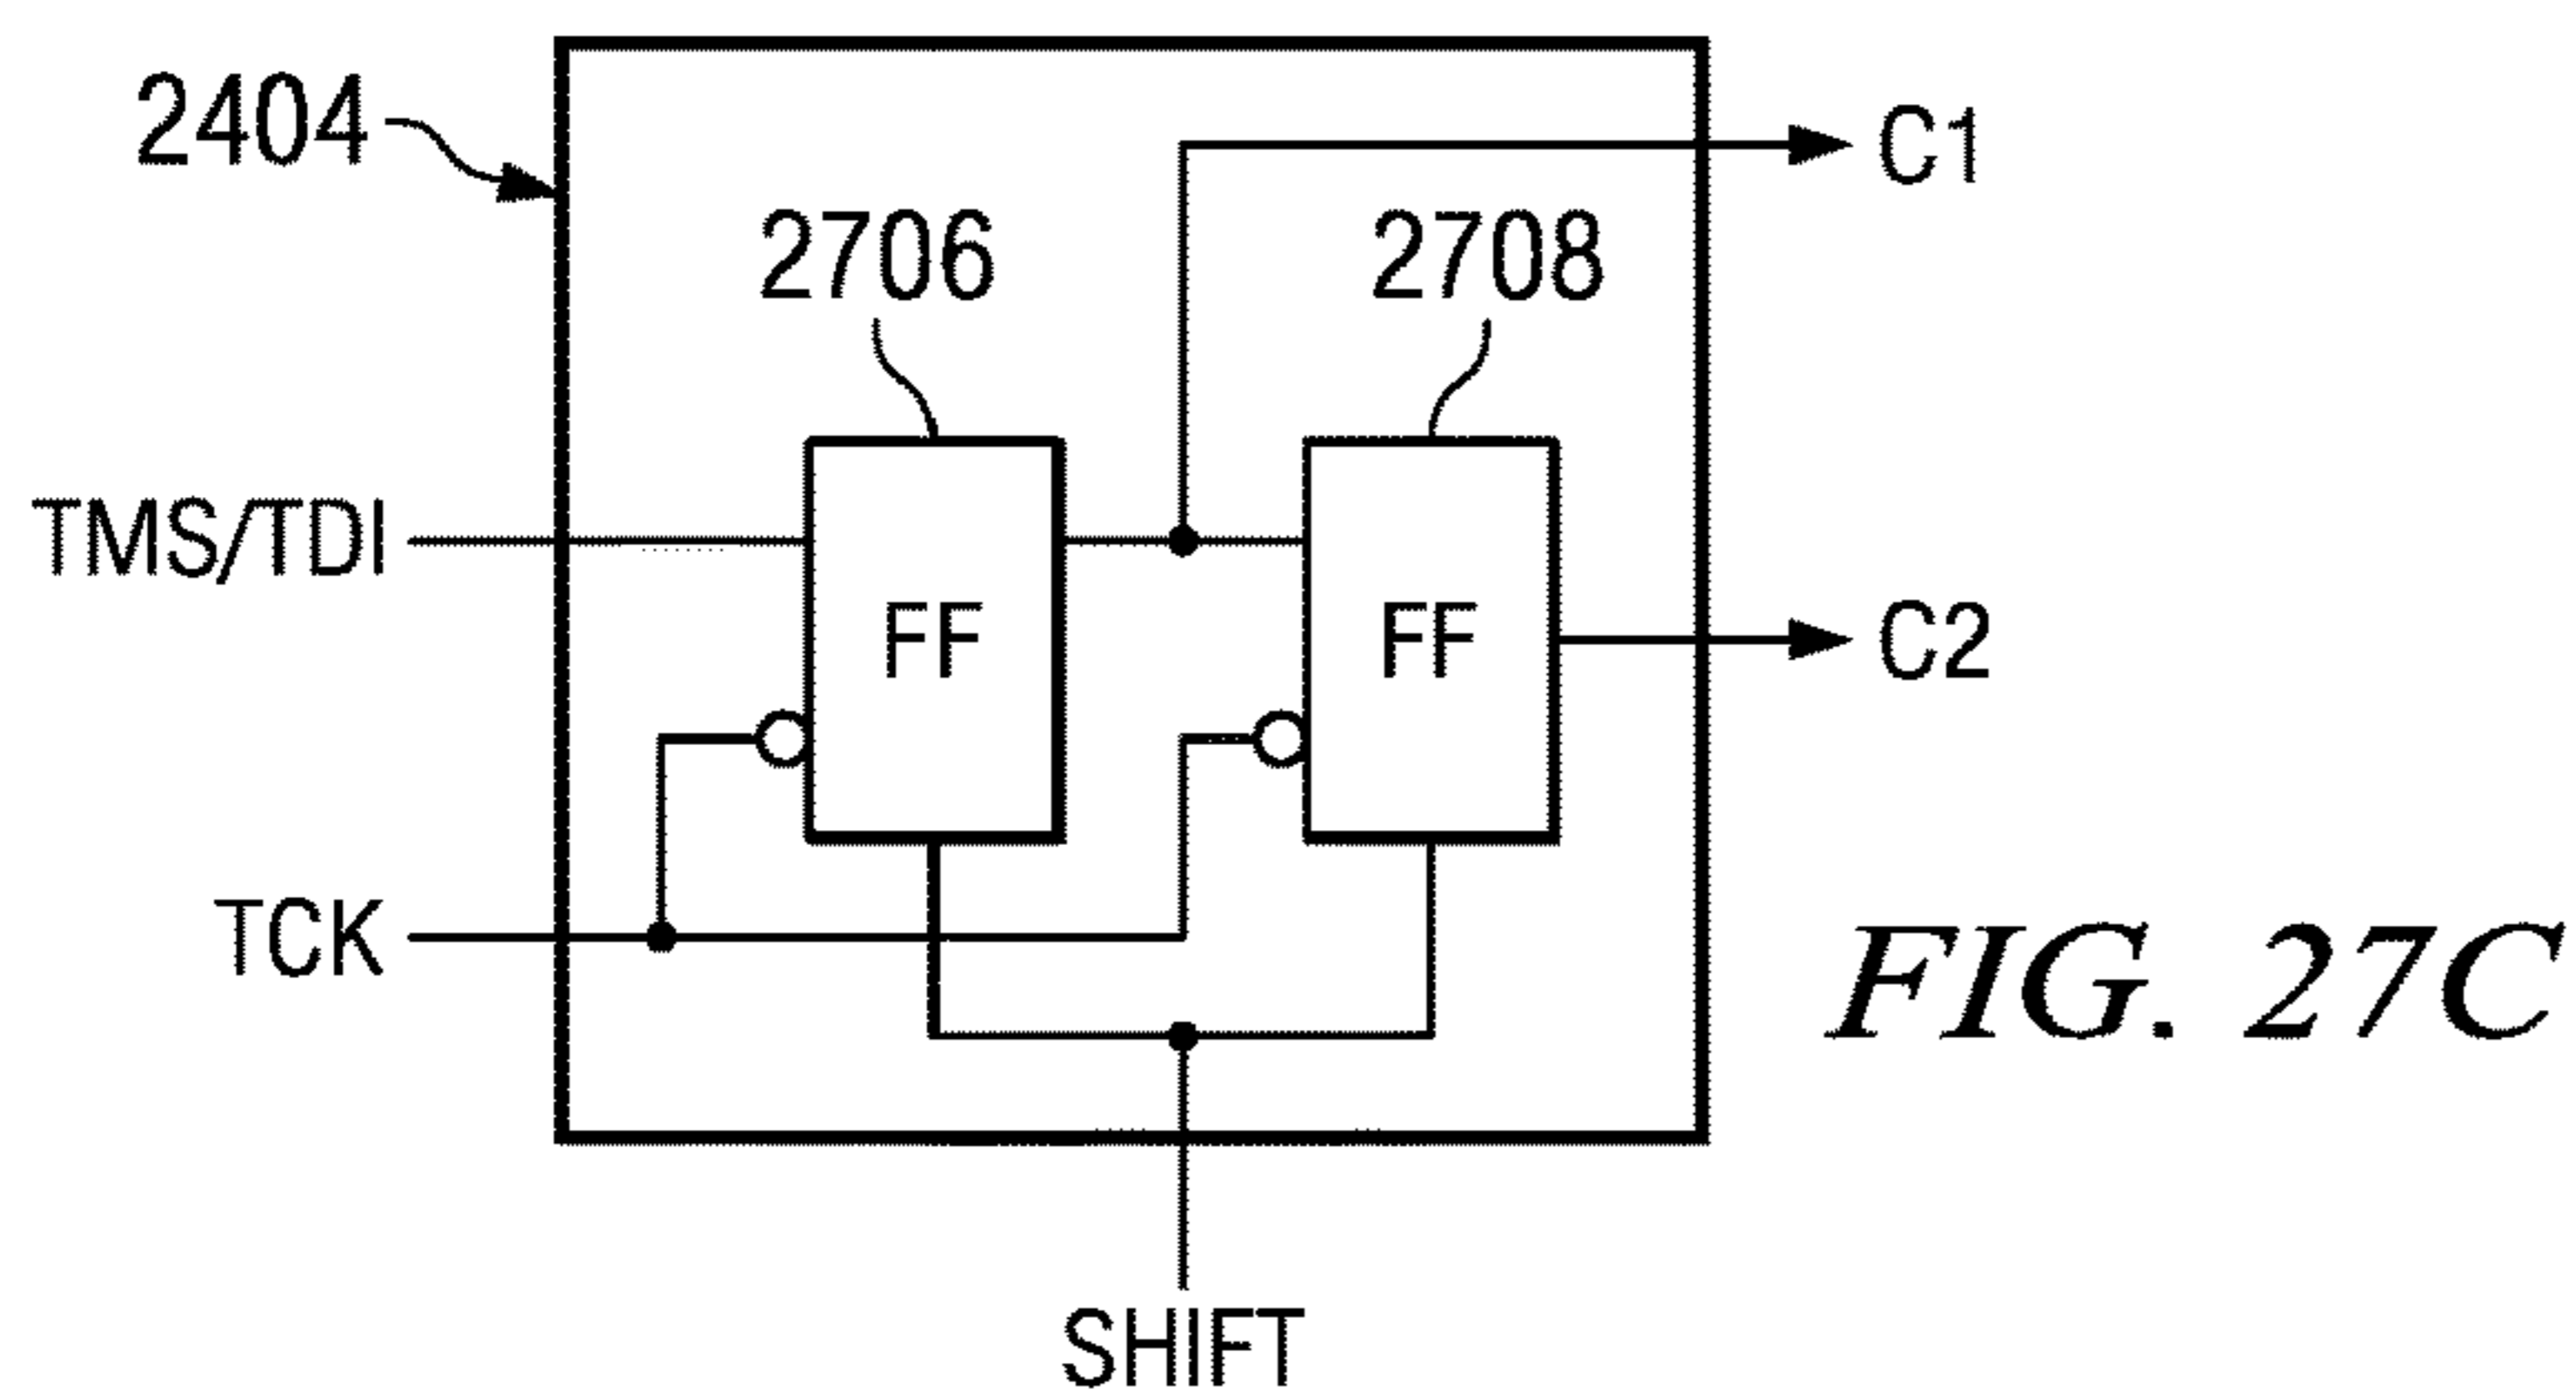 2404
C1
2706
2708
TMS/TDI
FF
FF
C2
TCK
FIG. 27C
SHIFT